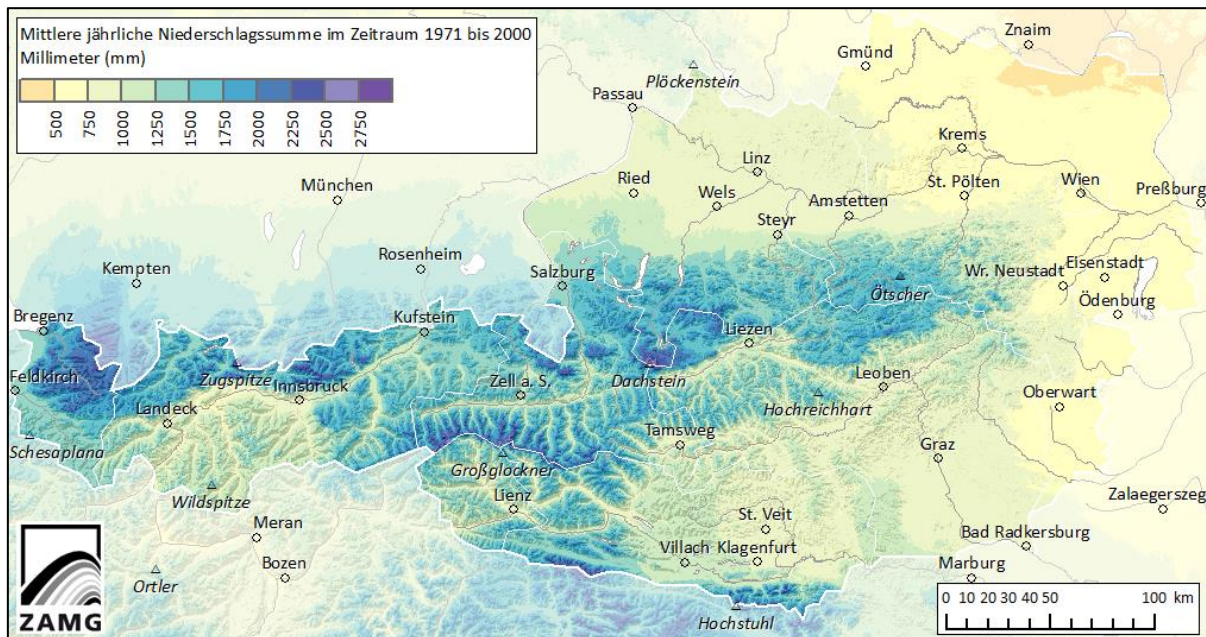 Mittlere jährliche Niederschlagssumme im Zeitraum 1971 bis 2000
Millimeter (mm)
500 750 1000 1250 1500 1750 2000 2250 2500 2750
Znaim
Gmünd
Plöckenstein
Passau
Krems
Linz
München
Ried
Wels
Amstetten
St. Pölten
Wien
Preßburg
Steyr
Rosenheim
Kempten
Salzburg
Wr. Neustadt
Eisenstadt
Ötscher
Ödenburg
Bregenz
Kufstein
Liezen
Feldkirch
Zugspitze
Innsbruck
Zell a. S.
Dachstein
Leoben
Landeck
Hochreichhart
Oberwart
Schesaplana
Tamsweg
Graz
Großglockner
Wildspitze
Lienz
Zalaegerszeg
Meran
St. Veit
Bad Radkersburg
Ortler
Bozen
Villach
Klagenfurt
Marburg
Hochstuhl
0 10 20 30 40 50 100 km
ZAMG